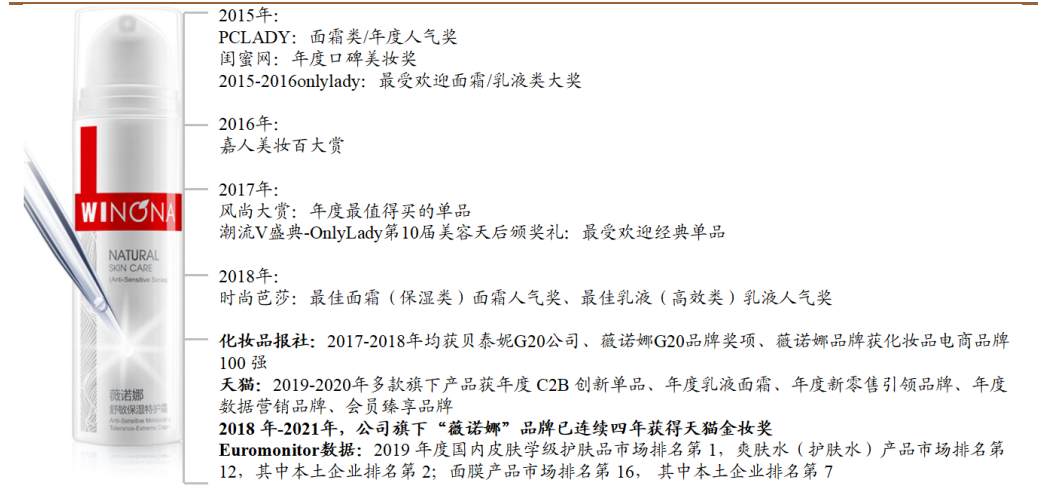 2015年：
PCLADY：面霜类/年度人气奖
闺蜜网：年度口碑美妆奖
2015-2016onlylady：最受欢迎面霜/乳液类大奖
2016年：
嘉人美妆百大赏
2017年：
风尚大赏：年度最值得买的单品
潮流V盛典-OnlyLady第10届美容天后颁奖礼：最受欢迎经典单品
2018年：
时尚芭莎：最佳面霜（保湿类）面霜人气奖、最佳乳液（高效类）乳液人气奖
化妆品报社：2017-2018年均获贝泰妮G20公司、薇诺娜G20品牌奖项、薇诺娜品牌获化妆品电商品牌
100 强
天猫：2019-2020年多款旗下产品获年度 C2B 创新单品、年度乳液面霜、年度新零售引领品牌、年度
数据营销品牌、会员臻享品牌
2018 年-2021年，公司旗下“薇诺娜”品牌已连续四年获得天猫金妆奖
Euromonitor数据：2019 年度国内皮肤学级护肤品市场排名第 1，爽肤水（护肤水）产品市场排名第
12，其中本土企业排名第 2；面膜产品市场排名第 16， 其中本土企业排名第 7
WINONA
NATURAL
SKIN CARE
(Anti-Sensitive Series)
薇诺娜
舒敏保湿特护霜
Anti-Sensitive Moisturizing
Tolerance-Extreme Cream